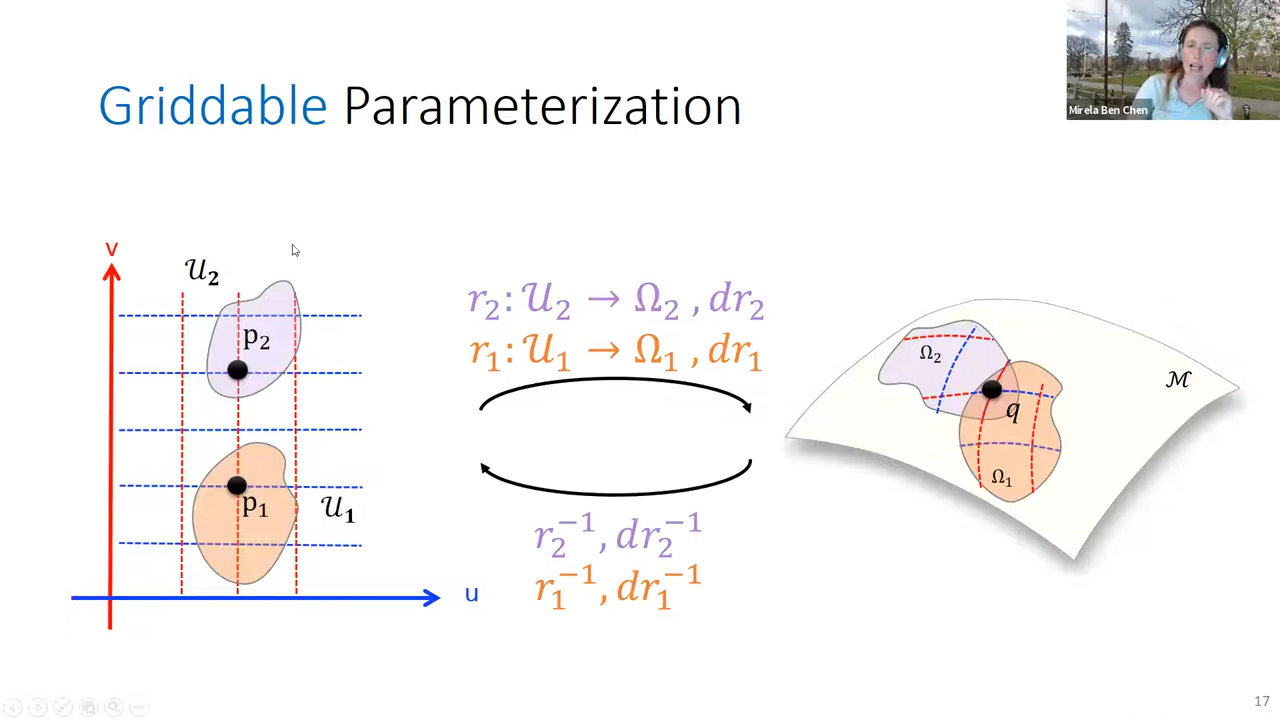 Griddable Parameterization
Mirela Ben Chen
v
𝒰₂
p₂
p₁
𝒰₁
u
r₂: 𝒰₂ → Ω₂ , dr₂
r₁: 𝒰₁ → Ω₁ , dr₁
r₂⁻¹, dr₂⁻¹
r₁⁻¹, dr₁⁻¹
Ω₂
ℳ
q
Ω₁
17